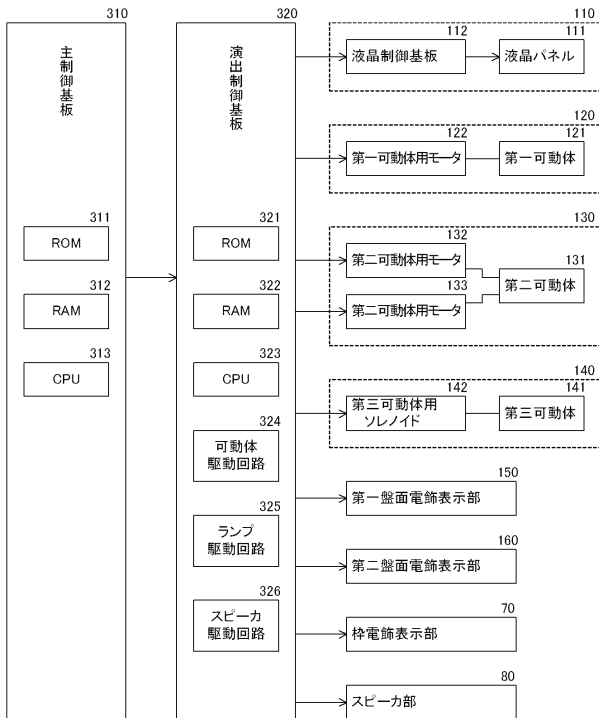 310
主制御基板
311
ROM
312
RAM
313
CPU
320
演出制御基板
321
ROM
322
RAM
323
CPU
324
可動体
駆動回路
325
ランプ
駆動回路
326
スピーカ
駆動回路
110
112
液晶制御基板
111
液晶パネル
120
122
第一可動体用モータ
121
第一可動体
130
132
第二可動体用モータ
133
第二可動体用モータ
131
第二可動体
140
142
第三可動体用
ソレノイド
141
第三可動体
150
第一盤面電飾表示部
160
第二盤面電飾表示部
70
枠電飾表示部
80
スピーカ部